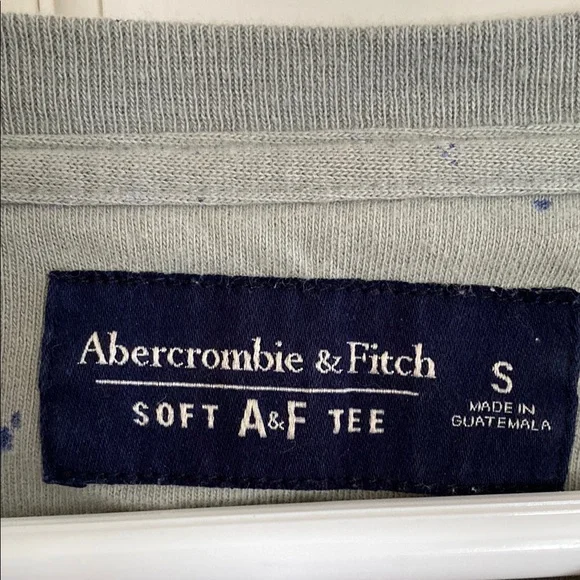 Abercrombie & Fitch
SOFT A&F TEE
S
MADE IN
GUATEMALA